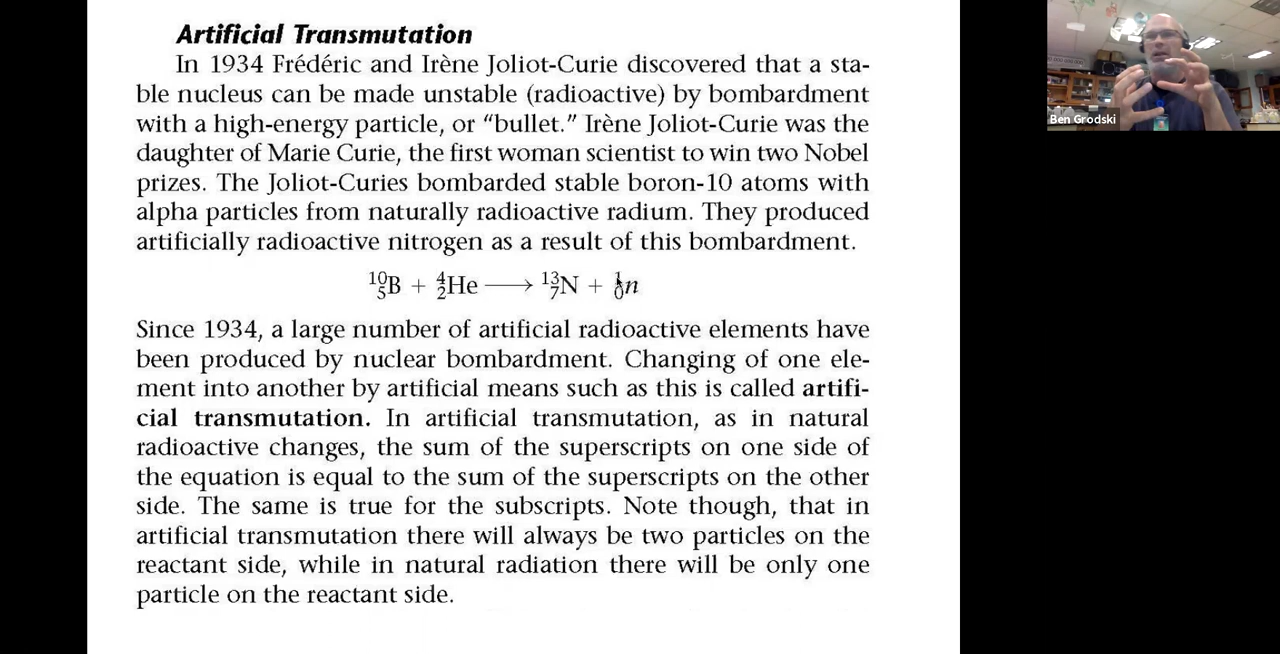 Artificial Transmutation
In 1934 Frédéric and Irène Joliot-Curie discovered that a sta-
ble nucleus can be made unstable (radioactive) by bombardment
with a high-energy particle, or “bullet.” Irène Joliot-Curie was the
daughter of Marie Curie, the first woman scientist to win two Nobel
prizes. The Joliot-Curies bombarded stable boron-10 atoms with
alpha particles from naturally radioactive radium. They produced
artificially radioactive nitrogen as a result of this bombardment.
¹⁰₅B + ⁴₂He ⟶ ¹³₇N + ¹₀n
Since 1934, a large number of artificial radioactive elements have
been produced by nuclear bombardment. Changing of one ele-
ment into another by artificial means such as this is called artifi-
cial transmutation. In artificial transmutation, as in natural
radioactive changes, the sum of the superscripts on one side of
the equation is equal to the sum of the superscripts on the other
side. The same is true for the subscripts. Note though, that in
artificial transmutation there will always be two particles on the
reactant side, while in natural radiation there will be only one
particle on the reactant side.
Ben Grodski